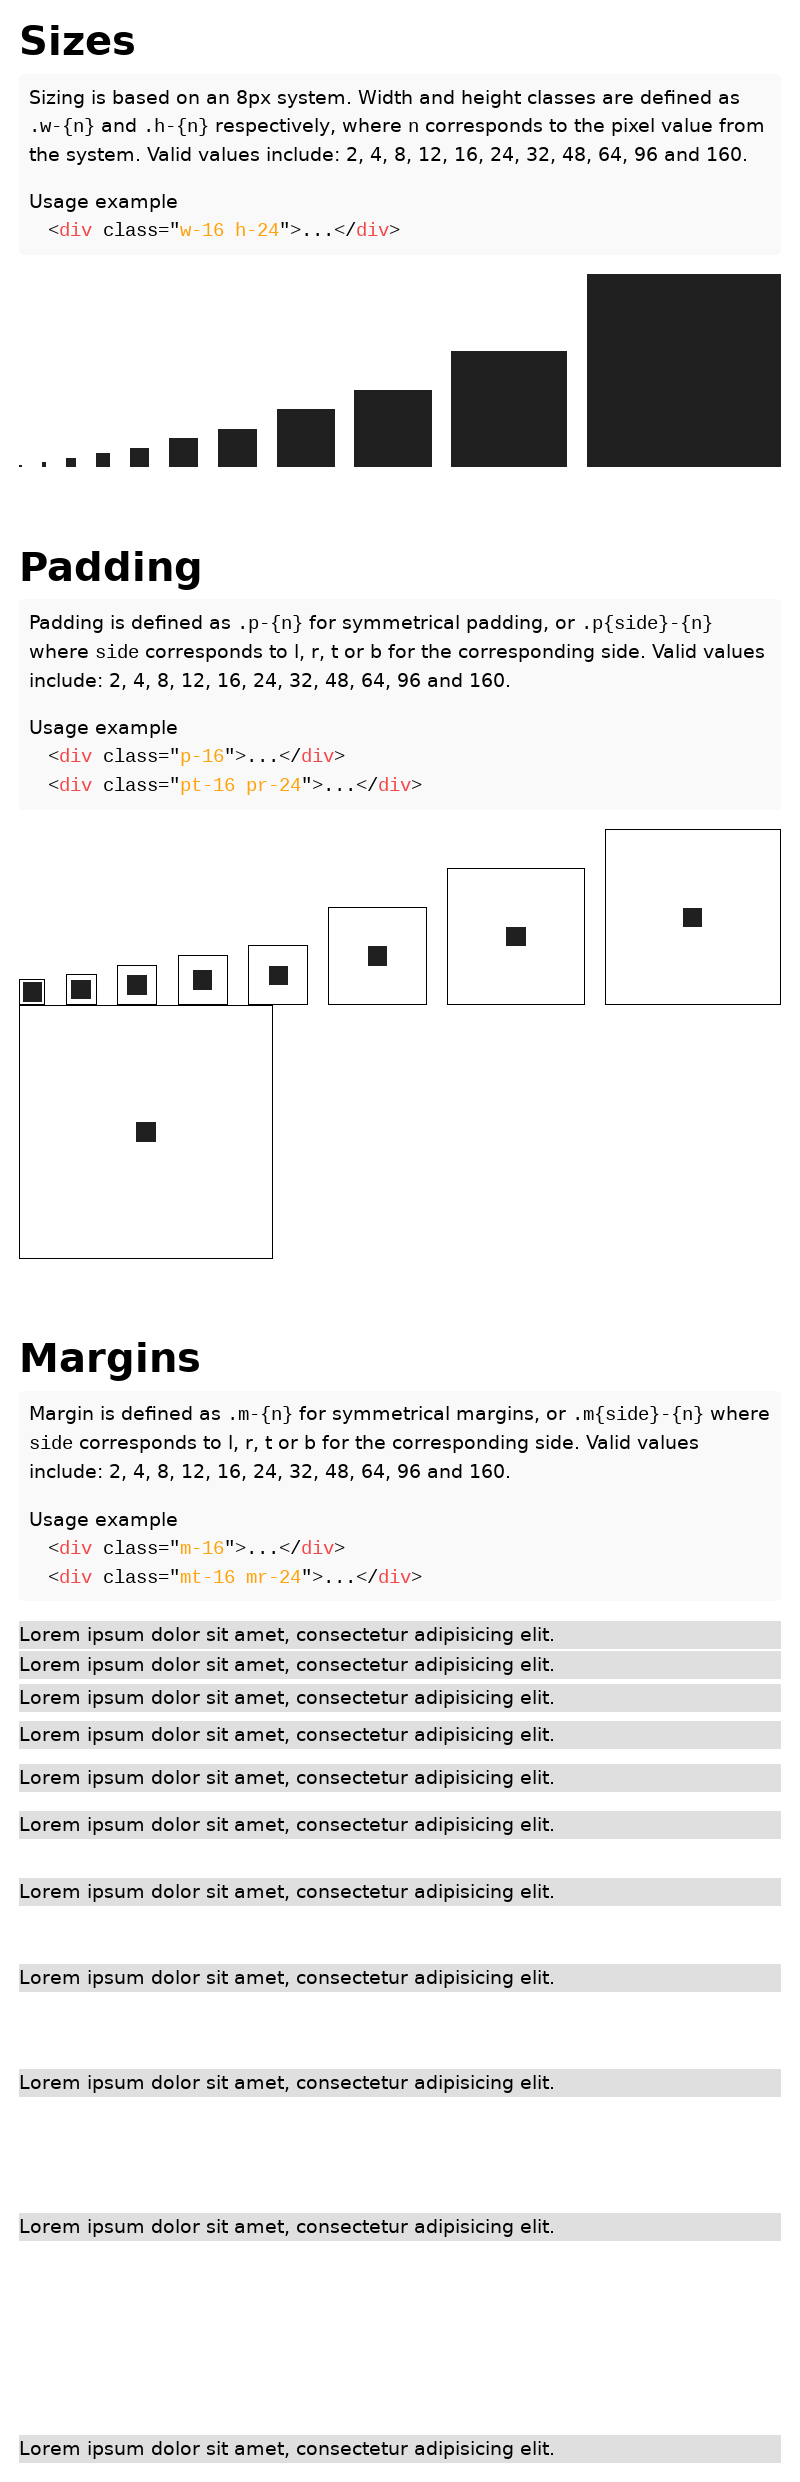 Sizes
Sizing is based on an 8px system. Width and height classes are defined as
.w-{n} and .h-{n} respectively, where n corresponds to the pixel value from
the system. Valid values include: 2, 4, 8, 12, 16, 24, 32, 48, 64, 96 and 160.
Usage example
<div class="w-16 h-24">...</div>
Padding
Padding is defined as .p-{n} for symmetrical padding, or .p{side}-{n}
where side corresponds to l, r, t or b for the corresponding side. Valid values
include: 2, 4, 8, 12, 16, 24, 32, 48, 64, 96 and 160.
Usage example
<div class="p-16">...</div>
<div class="pt-16 pr-24">...</div>
Margins
Margin is defined as .m-{n} for symmetrical margins, or .m{side}-{n} where
side corresponds to l, r, t or b for the corresponding side. Valid values
include: 2, 4, 8, 12, 16, 24, 32, 48, 64, 96 and 160.
Usage example
<div class="m-16">...</div>
<div class="mt-16 mr-24">...</div>
Lorem ipsum dolor sit amet, consectetur adipisicing elit.
Lorem ipsum dolor sit amet, consectetur adipisicing elit.
Lorem ipsum dolor sit amet, consectetur adipisicing elit.
Lorem ipsum dolor sit amet, consectetur adipisicing elit.
Lorem ipsum dolor sit amet, consectetur adipisicing elit.
Lorem ipsum dolor sit amet, consectetur adipisicing elit.
Lorem ipsum dolor sit amet, consectetur adipisicing elit.
Lorem ipsum dolor sit amet, consectetur adipisicing elit.
Lorem ipsum dolor sit amet, consectetur adipisicing elit.
Lorem ipsum dolor sit amet, consectetur adipisicing elit.
Lorem ipsum dolor sit amet, consectetur adipisicing elit.